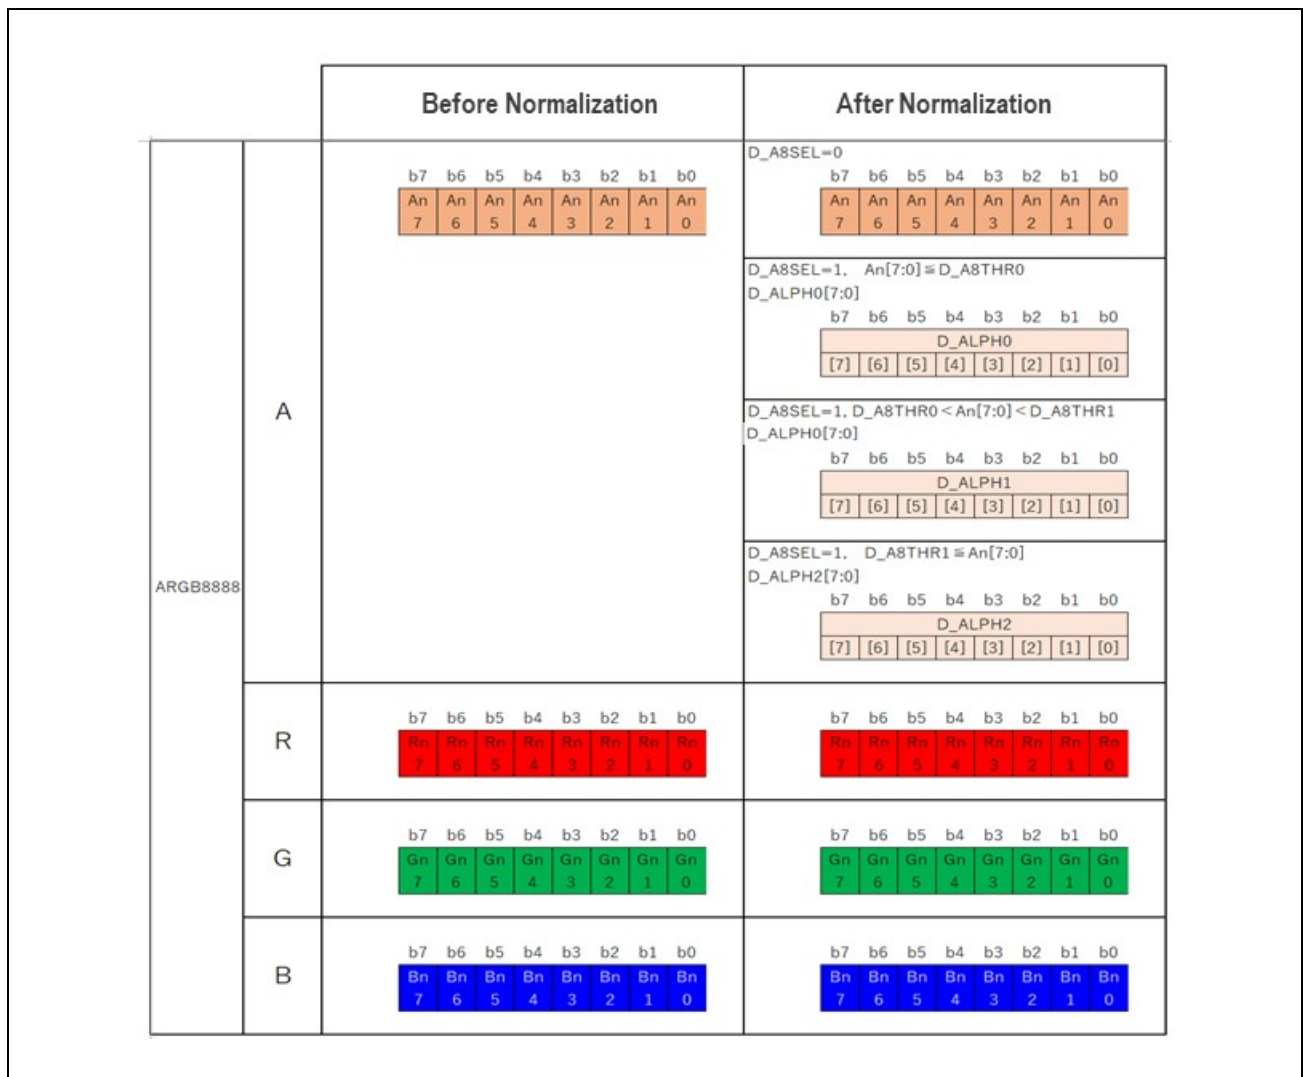 Before Normalization After Normalization
D_A8SEL=0
b7 b6 b5 b4 b3 b2 b1 b0 b7 b6 b5 b4 b3 b2 b1 b0
An An An An An An An An An An An An An An An An
7 6 5 4 3 2 1 0 7 6 5 4 3 2 1 0
D_A8SEL=1, An[7:0]≦D_A8THR0
D_ALPH0[7:0]
b7 b6 b5 b4 b3 b2 b1 b0
D_ALPH0
[7] [6] [5] [4] [3] [2] [1] [0]
A
D_A8SEL=1, D_A8THR0<An[7:0]<D_A8THR1
D_ALPH0[7:0]
b7 b6 b5 b4 b3 b2 b1 b0
D_ALPH1
[7] [6] [5] [4] [3] [2] [1] [0]
D_A8SEL=1, D_A8THR1≦An[7:0]
D_ALPH2[7:0]
ARGB8888
b7 b6 b5 b4 b3 b2 b1 b0
D_ALPH2
[7] [6] [5] [4] [3] [2] [1] [0]
R
b7 b6 b5 b4 b3 b2 b1 b0 b7 b6 b5 b4 b3 b2 b1 b0
Rn Rn Rn Rn Rn Rn Rn Rn Rn Rn Rn Rn Rn Rn Rn Rn
7 6 5 4 3 2 1 0 7 6 5 4 3 2 1 0
G
b7 b6 b5 b4 b3 b2 b1 b0 b7 b6 b5 b4 b3 b2 b1 b0
Gn Gn Gn Gn Gn Gn Gn Gn Gn Gn Gn Gn Gn Gn Gn Gn
7 6 5 4 3 2 1 0 7 6 5 4 3 2 1 0
B
b7 b6 b5 b4 b3 b2 b1 b0 b7 b6 b5 b4 b3 b2 b1 b0
Bn Bn Bn Bn Bn Bn Bn Bn Bn Bn Bn Bn Bn Bn Bn Bn
7 6 5 4 3 2 1 0 7 6 5 4 3 2 1 0